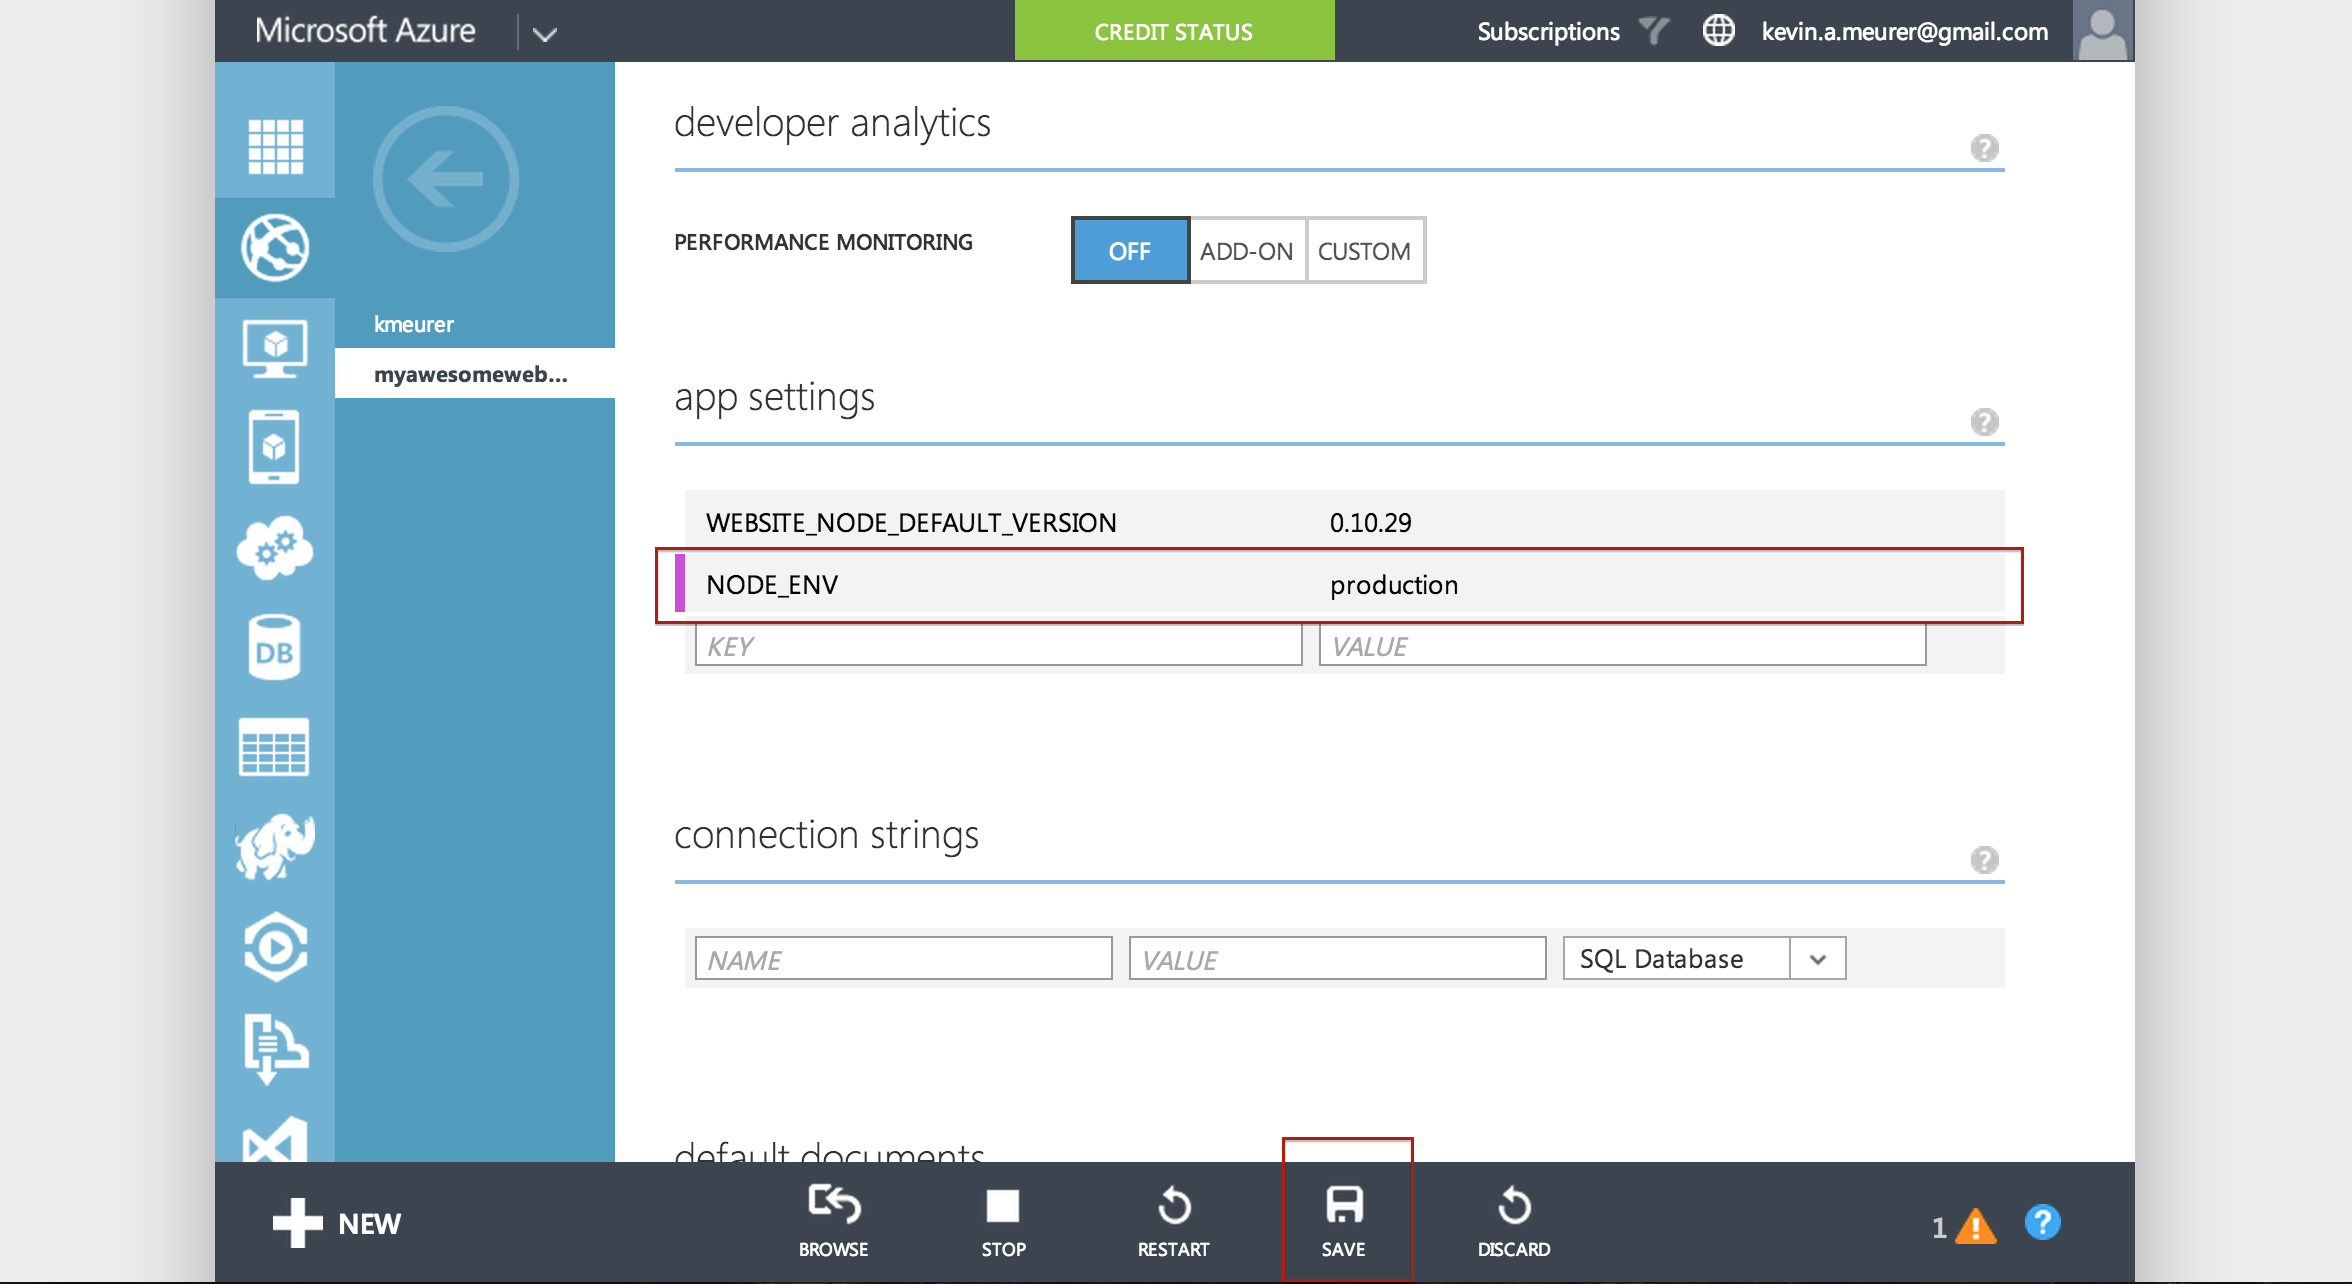 Microsoft Azure
CREDIT STATUS
Subscriptions
kevin.a.meurer@gmail.com
kmeurer
myawesomeweb...
DB
developer analytics
?
PERFORMANCE MONITORING
OFF
ADD-ON
CUSTOM
app settings
?
WEBSITE_NODE_DEFAULT_VERSION 0.10.29
NODE_ENV production
KEY VALUE
connection strings
?
NAME VALUE SQL Database
default documents
NEW
BROWSE
STOP
RESTART
SAVE
DISCARD
1
!
?